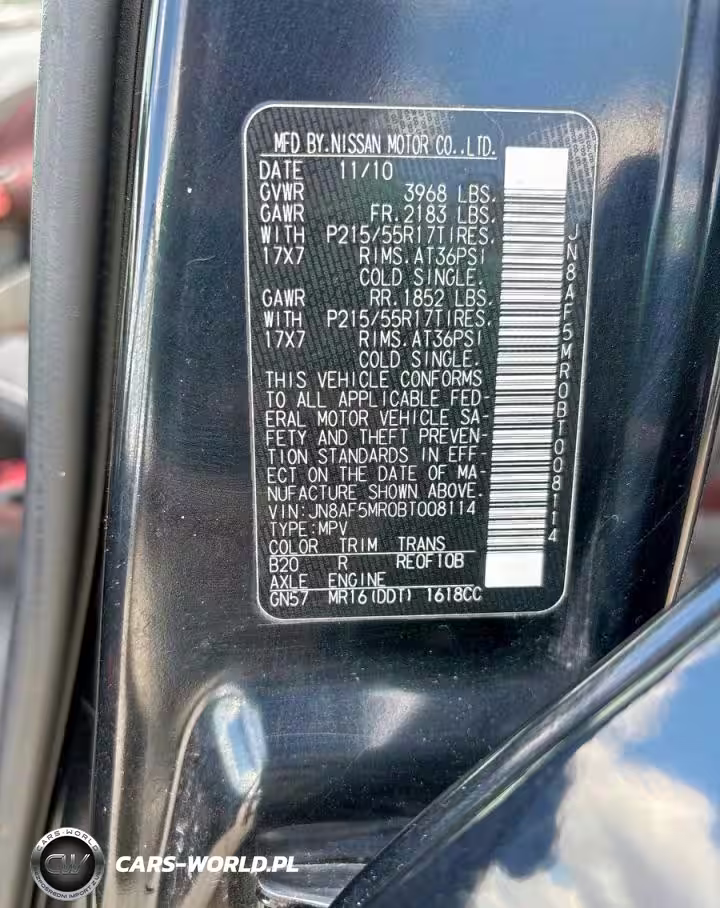 MFD BY.NISSAN MOTOR CO.,LTD.
DATE 11/10
GVWR 3968 LBS.
GAWR FR.2183 LBS.
WITH P215/55R17TIRES.
17X7 RIMS.AT36PSI
COLD SINGLE.
GAWR RR.1852 LBS.
WITH P215/55R17TIRES.
17X7 RIMS.AT36PSI
COLD SINGLE.
THIS VEHICLE CONFORMS
TO ALL APPLICABLE FED-
ERAL MOTOR VEHICLE SA-
FETY AND THEFT PREVEN-
TION STANDARDS IN EFF-
ECT ON THE DATE OF MA-
NUFACTURE SHOWN ABOVE.
VIN:JN8AF5MR0BT008114
TYPE:MPV
COLOR TRIM TRANS
B20 R RE0F10B
AXLE ENGINE
GN57 MR16(DDT) 1618CC
JN8AF5MR0BT008114
CARS-WORLD
CW
CARS-WORLD.PL